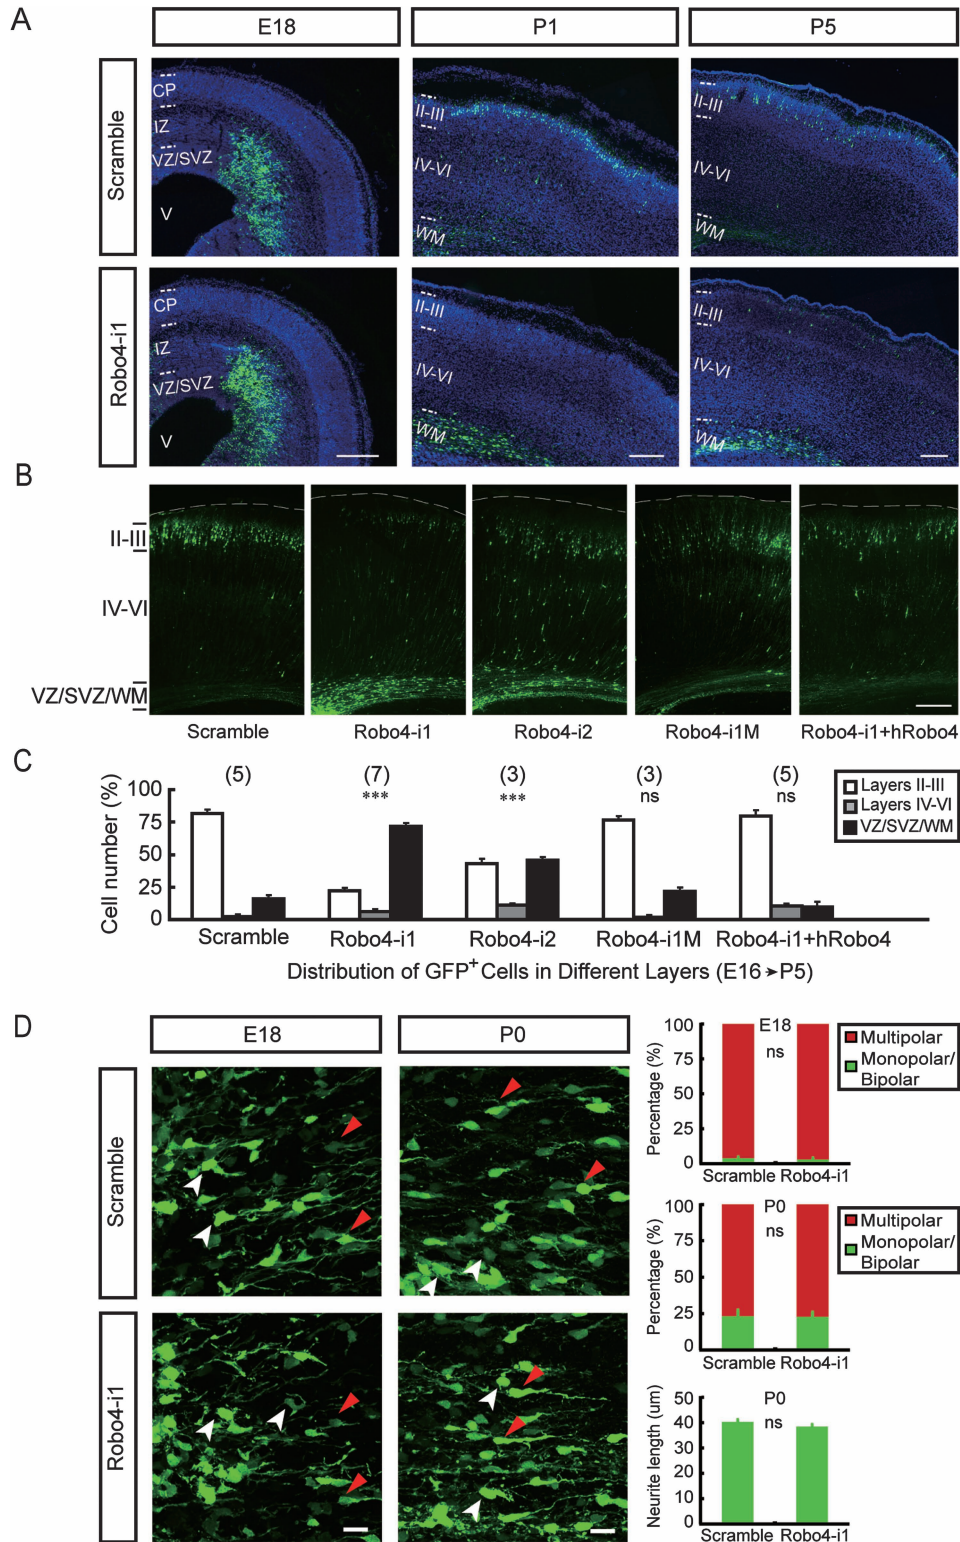 A
E18
P1
P5
Scramble
CP
IZ
VZ/SVZ
V
II-III
IV-VI
WM
II-III
IV-VI
WM
Robo4-i1
CP
IZ
VZ/SVZ
V
II-III
IV-VI
WM
II-III
IV-VI
WM
B
II-III
IV-VI
VZ/SVZ/WM
Scramble
Robo4-i1
Robo4-i2
Robo4-i1M
Robo4-i1+hRobo4
C
Cell number (%)
100
75
50
25
0
(5)
(7)
(3)
(3)
(5)
***
***
ns
ns
Layers II-III
Layers IV-VI
VZ/SVZ/WM
Scramble
Robo4-i1
Robo4-i2
Robo4-i1M
Robo4-i1+hRobo4
Distribution of GFP+ Cells in Different Layers (E16➤P5)
D
E18
P0
Scramble
Robo4-i1
Percentage (%)
100
75
50
25
0
E18
ns
Multipolar
Monopolar/
Bipolar
Scramble Robo4-i1
Percentage (%)
100
75
50
25
0
P0
ns
Multipolar
Monopolar/
Bipolar
Scramble Robo4-i1
Neurite length (um)
50
40
30
20
10
0
P0
ns
Scramble Robo4-i1